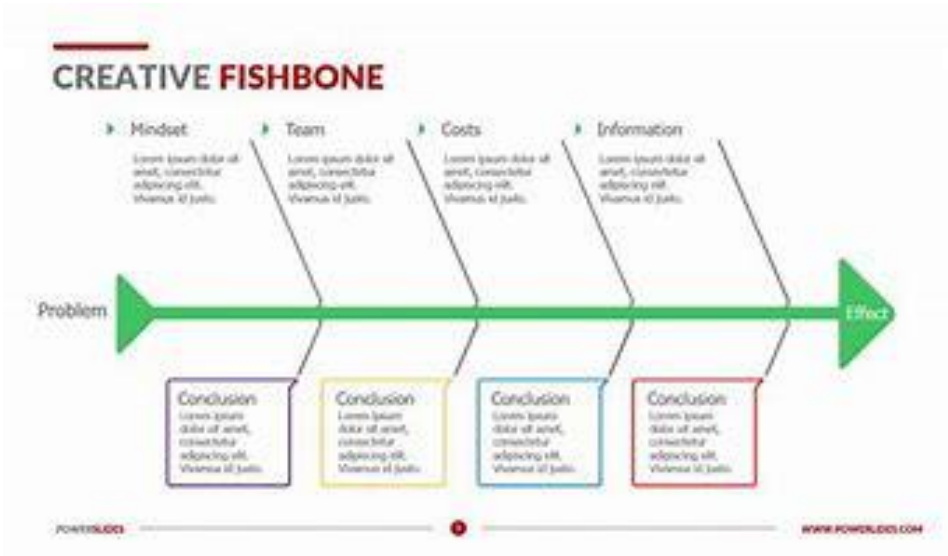 CREATIVE FISHBONE
Mindset
Lorem ipsum dolor sit
amet, consectetur
adipiscing elit.
Vivamus id justo.
Team
Lorem ipsum dolor sit
amet, consectetur
adipiscing elit.
Vivamus id justo.
Costs
Lorem ipsum dolor sit
amet, consectetur
adipiscing elit.
Vivamus id justo.
Information
Lorem ipsum dolor sit
amet, consectetur
adipiscing elit.
Vivamus id justo.
Problem
Effect
Conclusion
Lorem ipsum
dolor sit amet,
consectetur
adipiscing elit.
Vivamus id justo.
Conclusion
Lorem ipsum
dolor sit amet,
consectetur
adipiscing elit.
Vivamus id justo.
Conclusion
Lorem ipsum
dolor sit amet,
consectetur
adipiscing elit.
Vivamus id justo.
Conclusion
Lorem ipsum
dolor sit amet,
consectetur
adipiscing elit.
Vivamus id justo.
POWERSLIDES
WWW.POWERSLIDES.COM